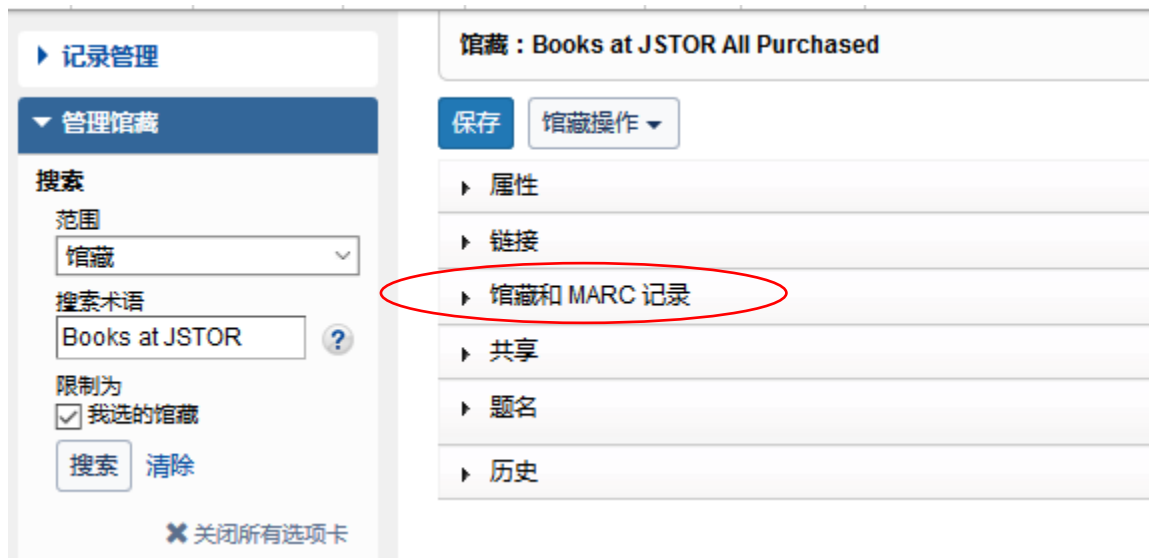 记录管理
管理馆藏
搜索
范围
馆藏
搜索术语
Books at JSTOR
?
限制为
我选的馆藏
搜索 清除
关闭所有选项卡
馆藏：Books at JSTOR All Purchased
保存 馆藏操作
属性
链接
馆藏和 MARC 记录
共享
题名
历史